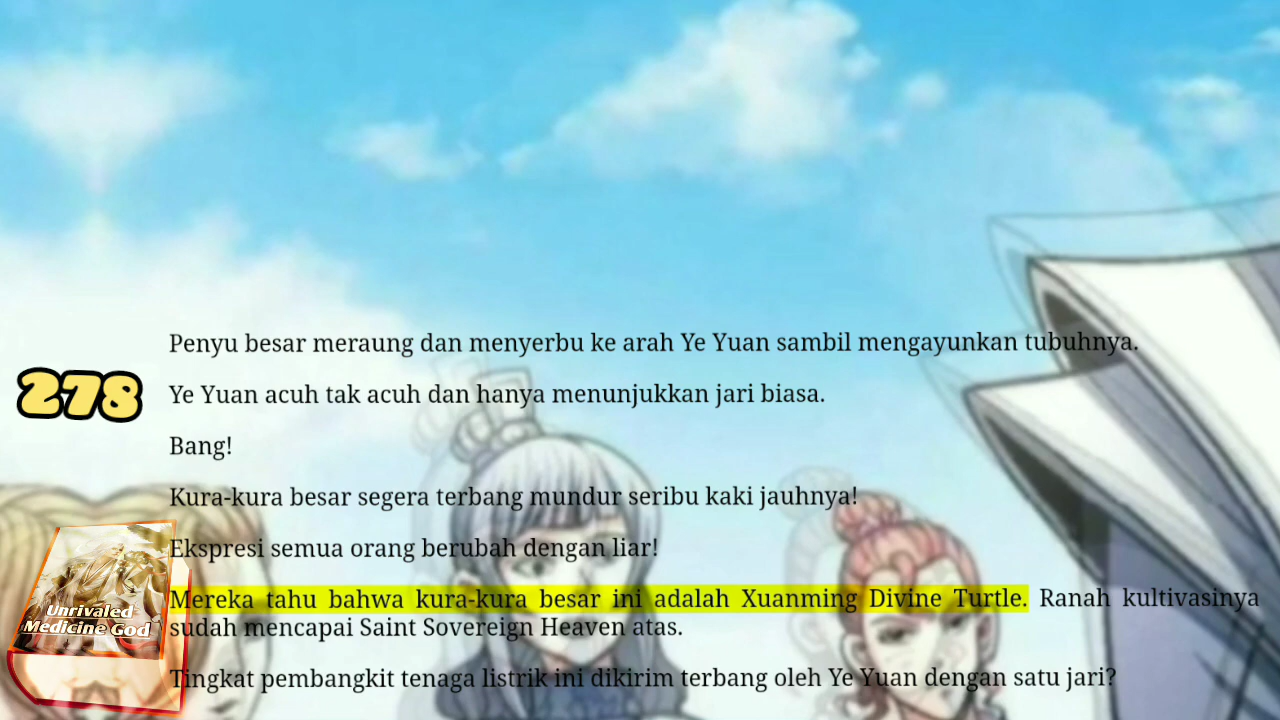 Penyu besar meraung dan menyerbu ke arah Ye Yuan sambil mengayunkan tubuhnya.
278
Ye Yuan acuh tak acuh dan hanya menunjukkan jari biasa.
Bang!
Kura-kura besar segera terbang mundur seribu kaki jauhnya!
Ekspresi semua orang berubah dengan liar!
Mereka tahu bahwa kura-kura besar ini adalah Xuanming Divine Turtle. Ranah kultivasinya
sudah mencapai Saint Sovereign Heaven atas.
Tingkat pembangkit tenaga listrik ini dikirim terbang oleh Ye Yuan dengan satu jari?
Unrivaled
Medicine God